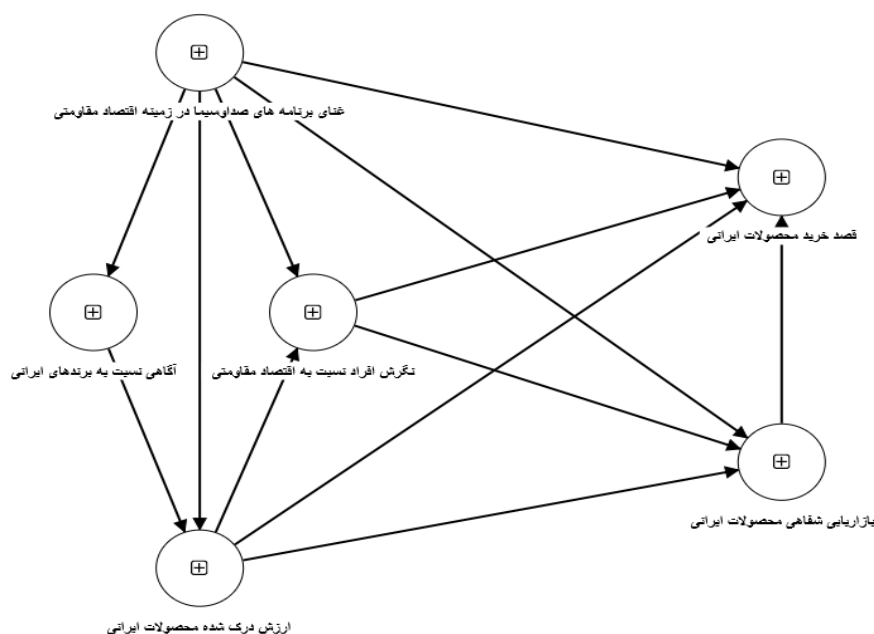 غنای برنامه های صداوسیما در زمینه اقتصاد مقاومتی
قصد خرید محصولات ایرانی
آگاهی نسبت به برندهای ایرانی
نگرش افراد نسبت به اقتصاد مقاومتی
بازاریابی شفاهی محصولات ایرانی
ارزش درک شده محصولات ایرانی